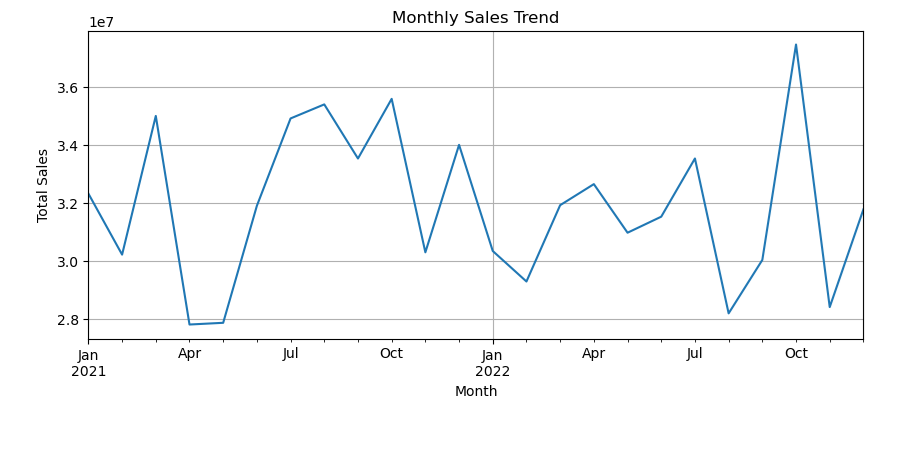 Monthly Sales Trend
1e7
3.6
3.4
3.2
3.0
2.8
Total Sales
Jan Apr Jul Oct Jan Apr Jul Oct
2021 2022
Month